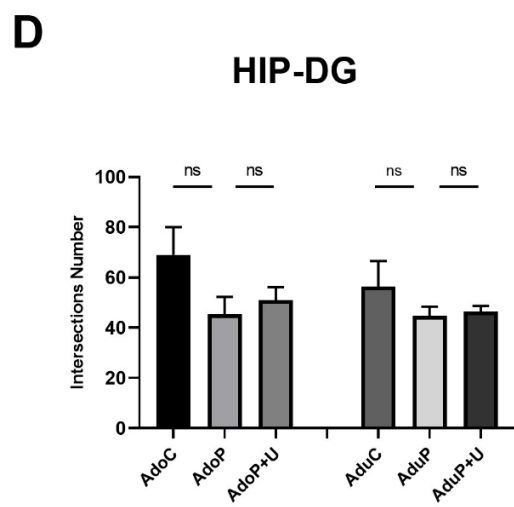 D
HIP-DG
ns ns ns ns
Intersections Number
100
80
60
40
20
0
AdoC AdoP AdoP+U AduC AduP AduP+U